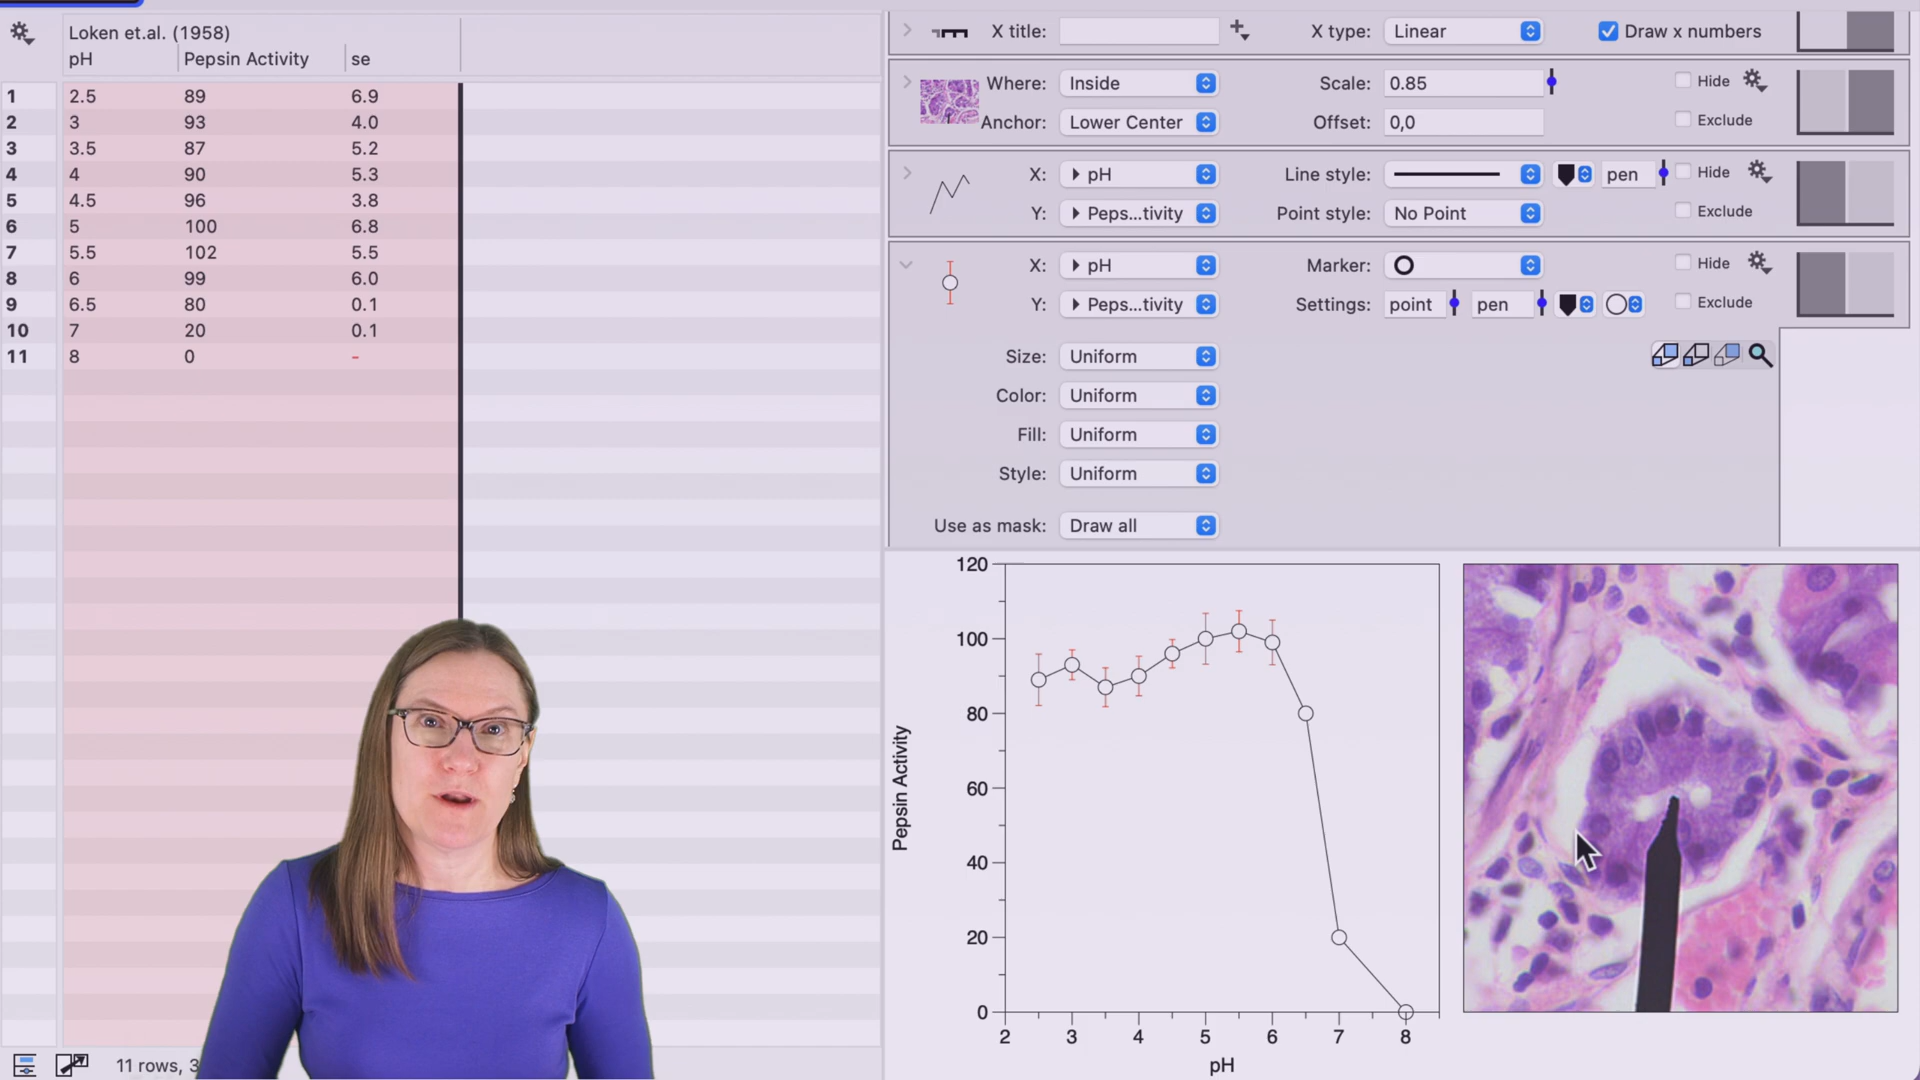 Loken et.al. (1958)
pH Pepsin Activity se
1 2.5 89 6.9
2 3 93 4.0
3 3.5 87 5.2
4 4 90 5.3
5 4.5 96 3.8
6 5 100 6.8
7 5.5 102 5.5
8 6 99 6.0
9 6.5 80 0.1
10 7 20 0.1
11 8 0 -
11 rows, 3
X title: X type: Linear Draw x numbers
Where: Inside Scale: 0.85 Hide
Anchor: Lower Center Offset: 0,0 Exclude
X: pH Line style: pen Hide
Y: Peps...tivity Point style: No Point Exclude
X: pH Marker: Hide
Y: Peps...tivity Settings: point pen Exclude
Size: Uniform
Color: Uniform
Fill: Uniform
Style: Uniform
Use as mask: Draw all
120
100
80
60
40
20
0
Pepsin Activity
2 3 4 5 6 7 8
pH